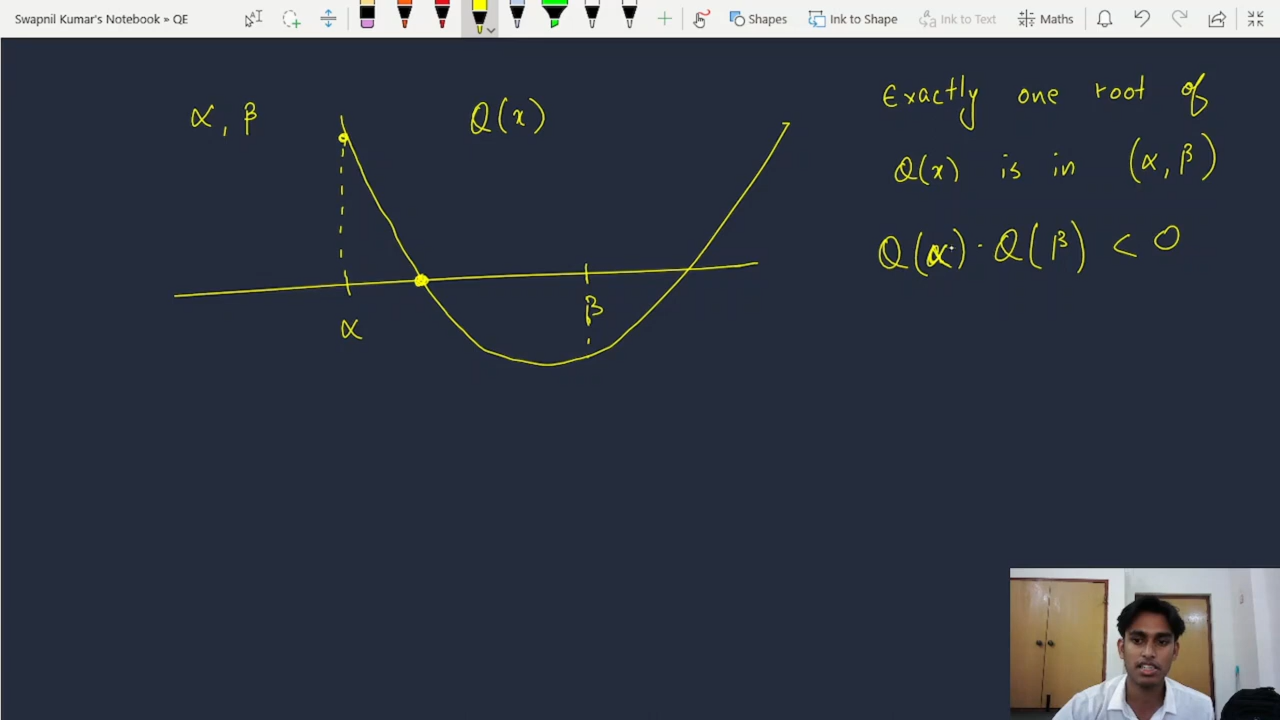 Swapnil Kumar's Notebook » QE
Shapes
Ink to Shape
Ink to Text
Maths
α, β
Q(x)
Exactly one root of
Q(x) is in (α, β)
Q(α) · Q(β) < 0
α
β